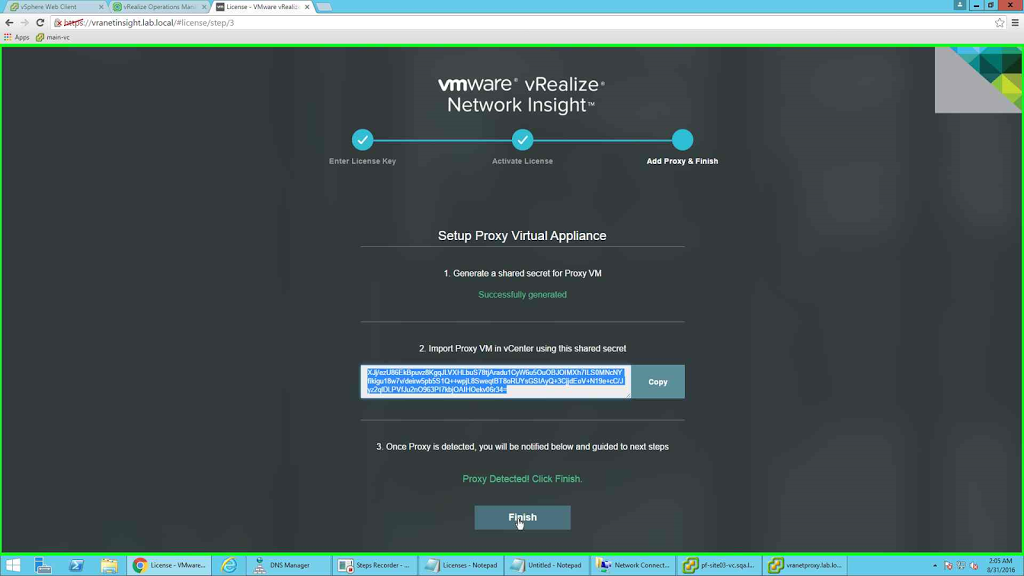 vSphere Web Client
vRealize Operations Mana
License - VMware vRealiz
https://vranetinsight.lab.local/#license/step/3
Apps
main-vc
vmware® vRealize®
Network Insight™
Enter License Key
Activate License
Add Proxy & Finish
Setup Proxy Virtual Appliance
1. Generate a shared secret for Proxy VM
Successfully generated
2. Import Proxy VM in vCenter using this shared secret
Copy
3. Once Proxy is detected, you will be notified below and guided to next steps
Proxy Detected! Click Finish.
Finish
License - VMware...
DNS Manager
Steps Recorder - ...
Licenses - Notepad
Untitled - Notepad
Network Connect...
pf-site03-vc.sqa.l...
vranetproxy.lab.lo...
2:05 AM
8/31/2016